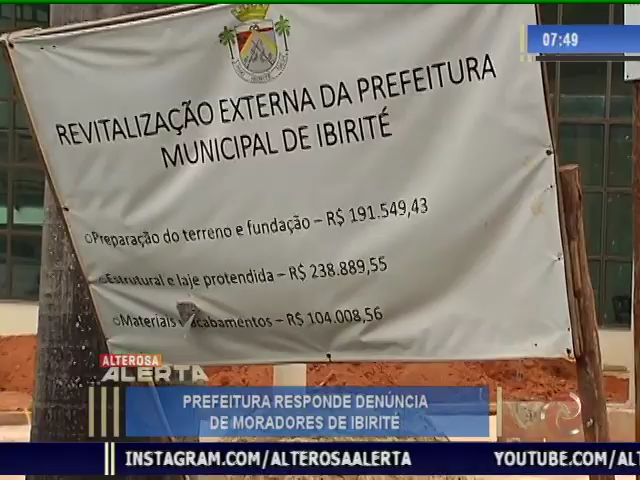 07:49
REVITALIZAÇÃO EXTERNA DA PREFEITURA
MUNICIPAL DE IBIRITÉ
Preparação do terreno e fundação – R$ 191.549,43
Estrutural e laje protendida – R$ 238.889,55
Materiais acabamentos – R$ 104.008,56
ALTEROSA
ALERTA
PREFEITURA RESPONDE DENÚNCIA
DE MORADORES DE IBIRITÉ
INSTAGRAM.COM/ALTEROSAALERTA YOUTUBE.COM/ALT